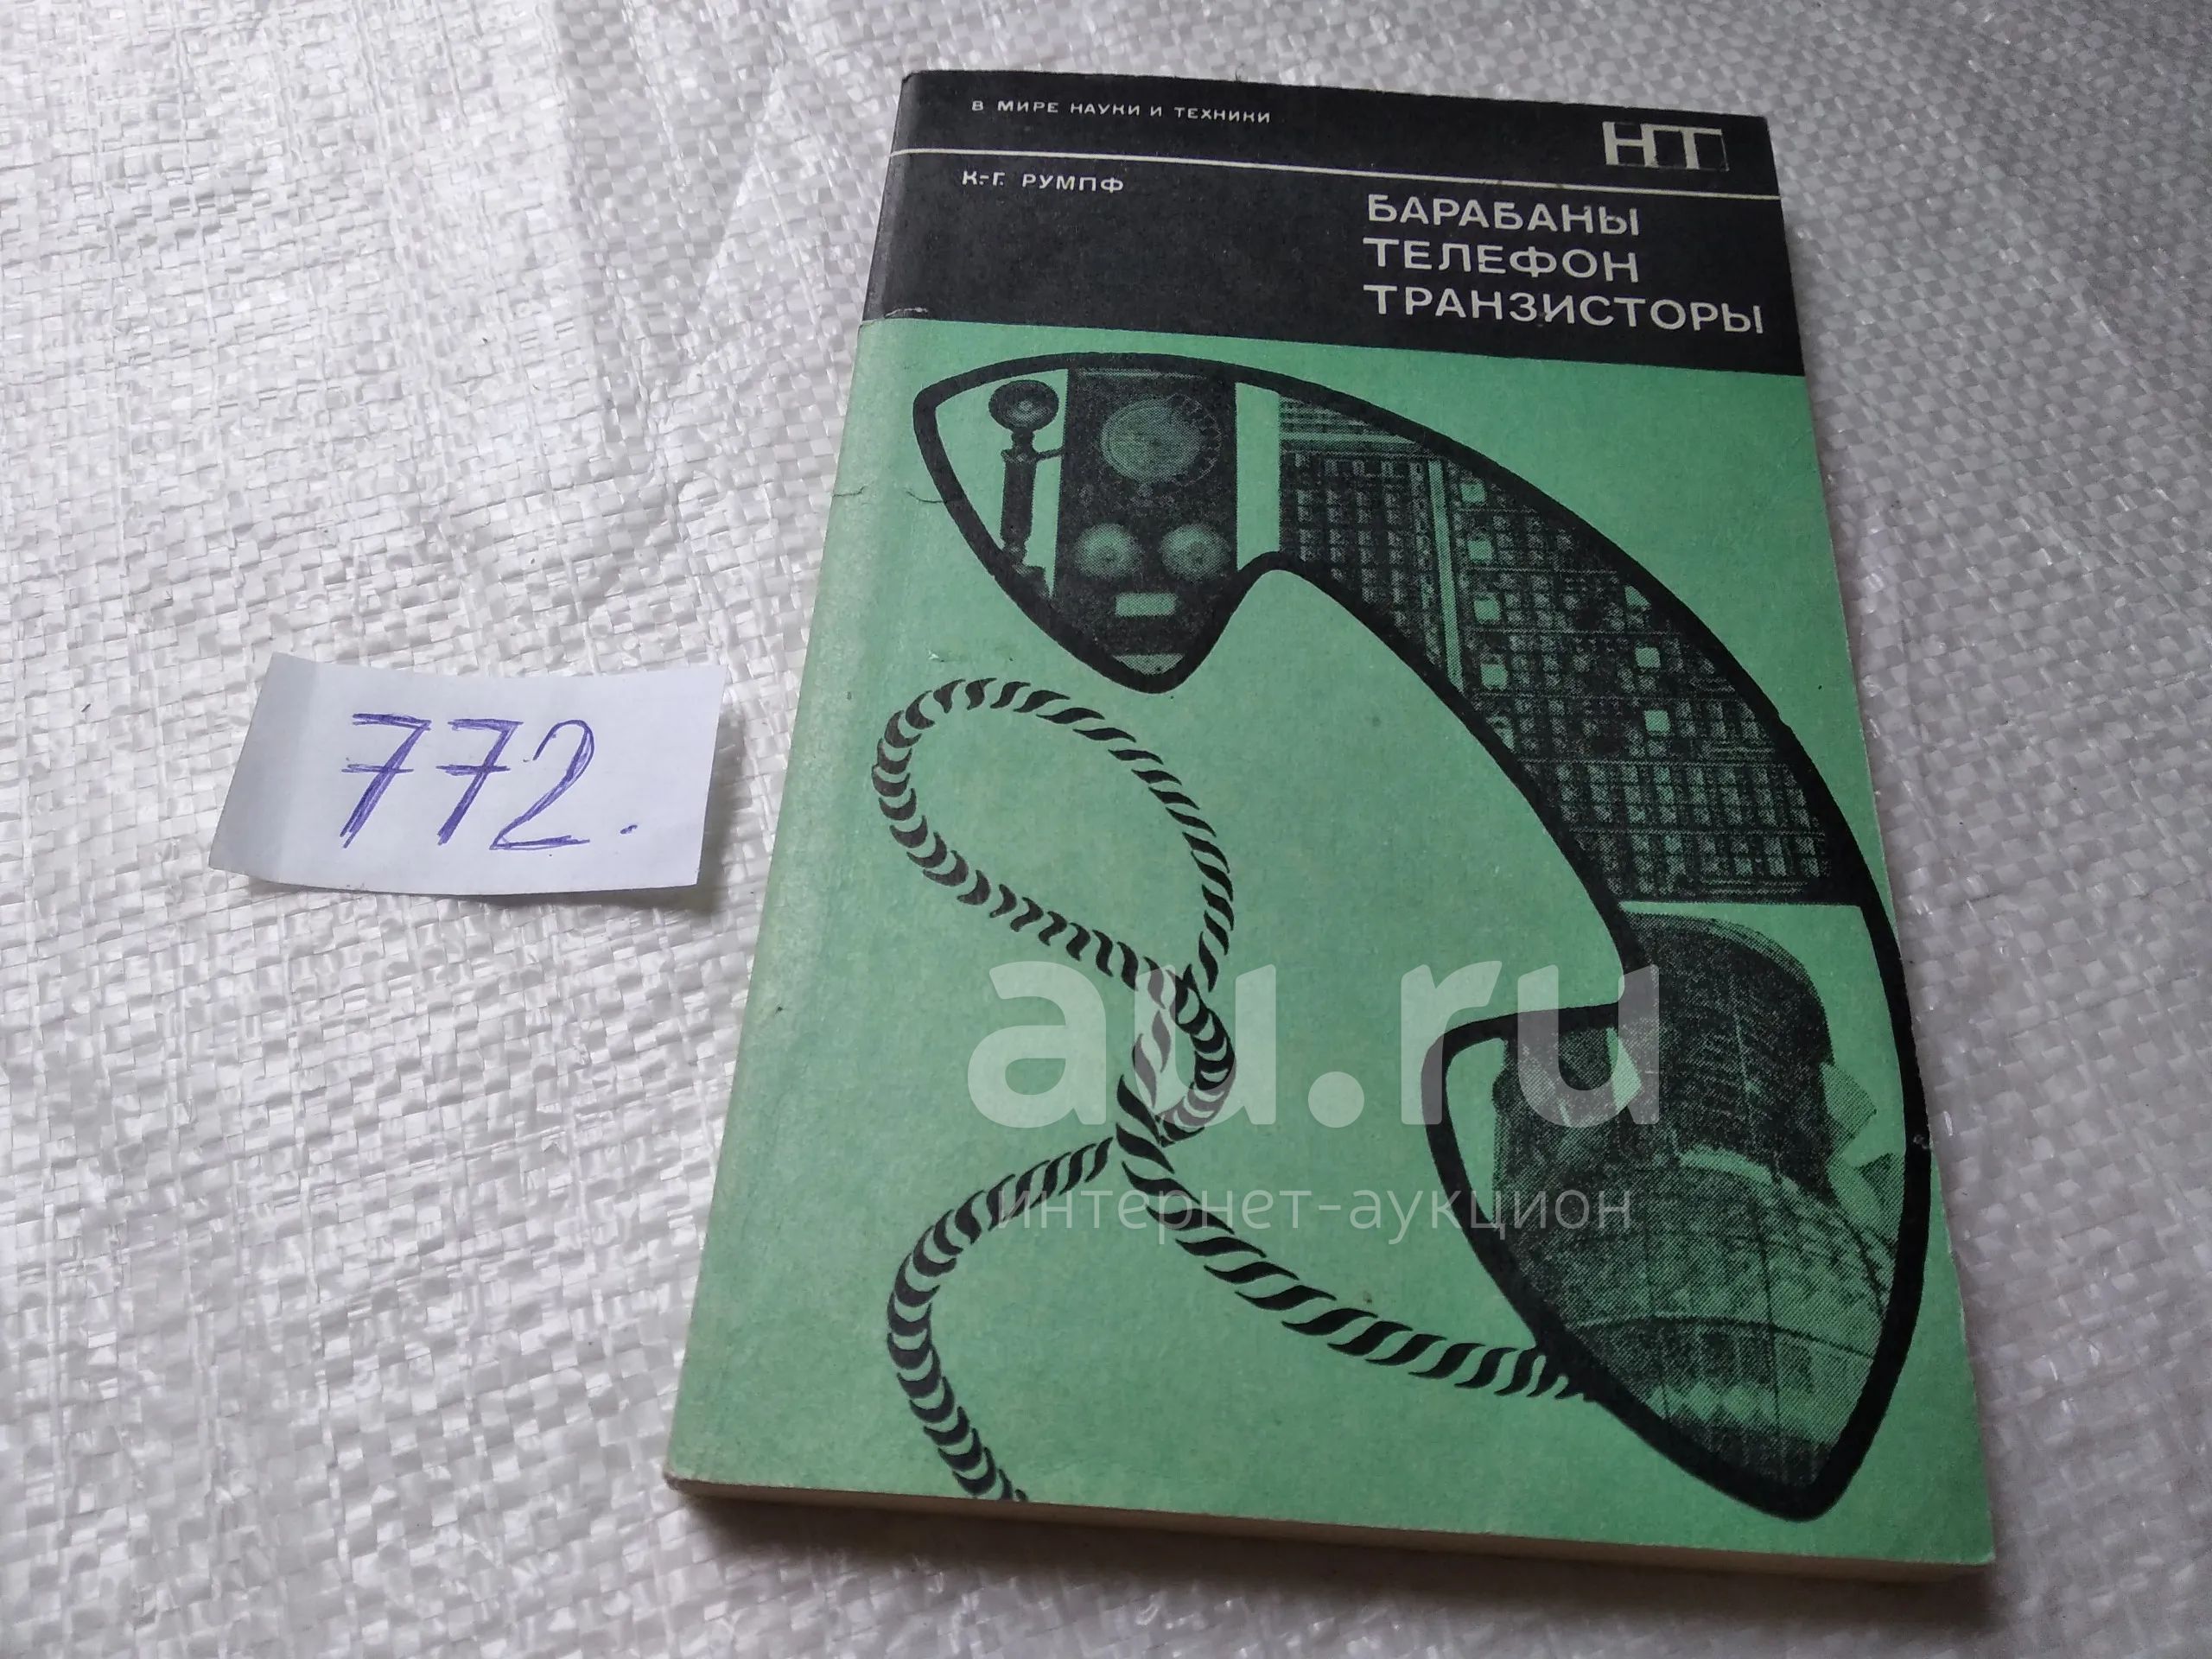 В МИРЕ НАУКИ И ТЕХНИКИ
НТ
К.-Г. РУМПФ
БАРАБАНЫ
ТЕЛЕФОН
ТРАНЗИСТОРЫ
772.
au.ru
интернет-аукцион